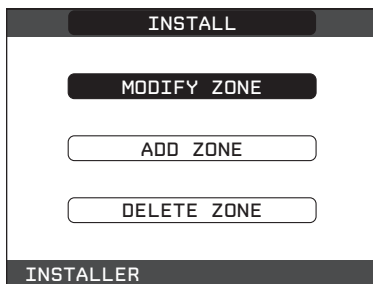 INSTALL
MODIFY ZONE
ADD ZONE
DELETE ZONE
INSTALLER